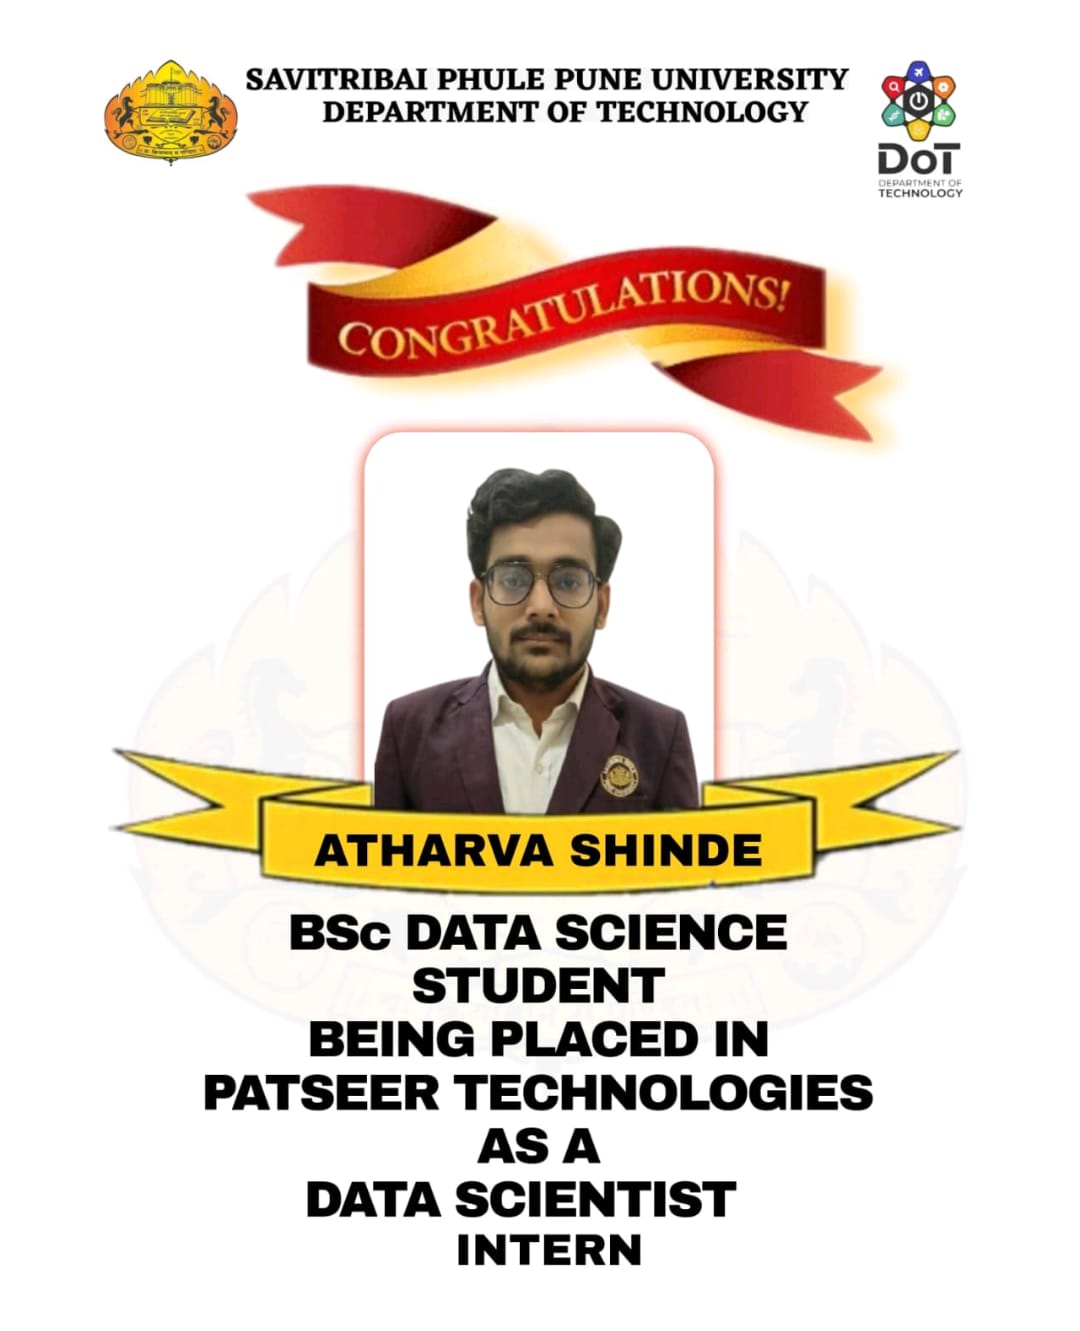 SAVITRIBAI PHULE PUNE UNIVERSITY
DEPARTMENT OF TECHNOLOGY
DoT
DEPARTMENT OF
TECHNOLOGY
CONGRATULATIONS!
ATHARVA SHINDE
BSc DATA SCIENCE
STUDENT
BEING PLACED IN
PATSEER TECHNOLOGIES
AS A
DATA SCIENTIST
INTERN